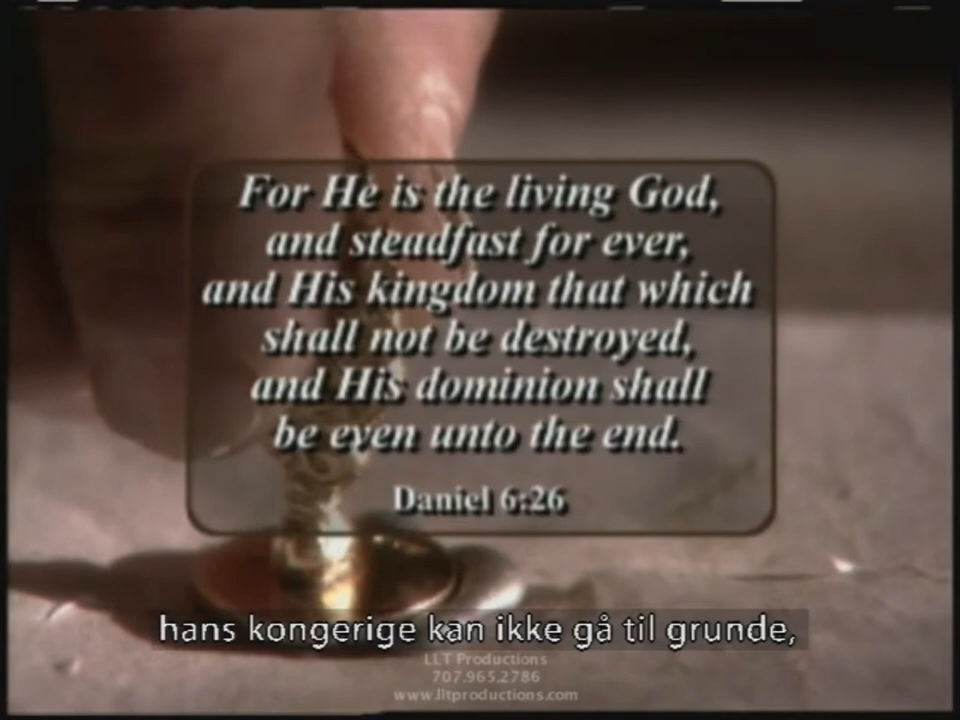 For He is the living God,
and steadfast for ever,
and His kingdom that which
shall not be destroyed,
and His dominion shall
be even unto the end.
Daniel 6:26
hans kongerige kan ikke gå til grunde,
LLT Productions
707.965.2786
www.lltproductions.com